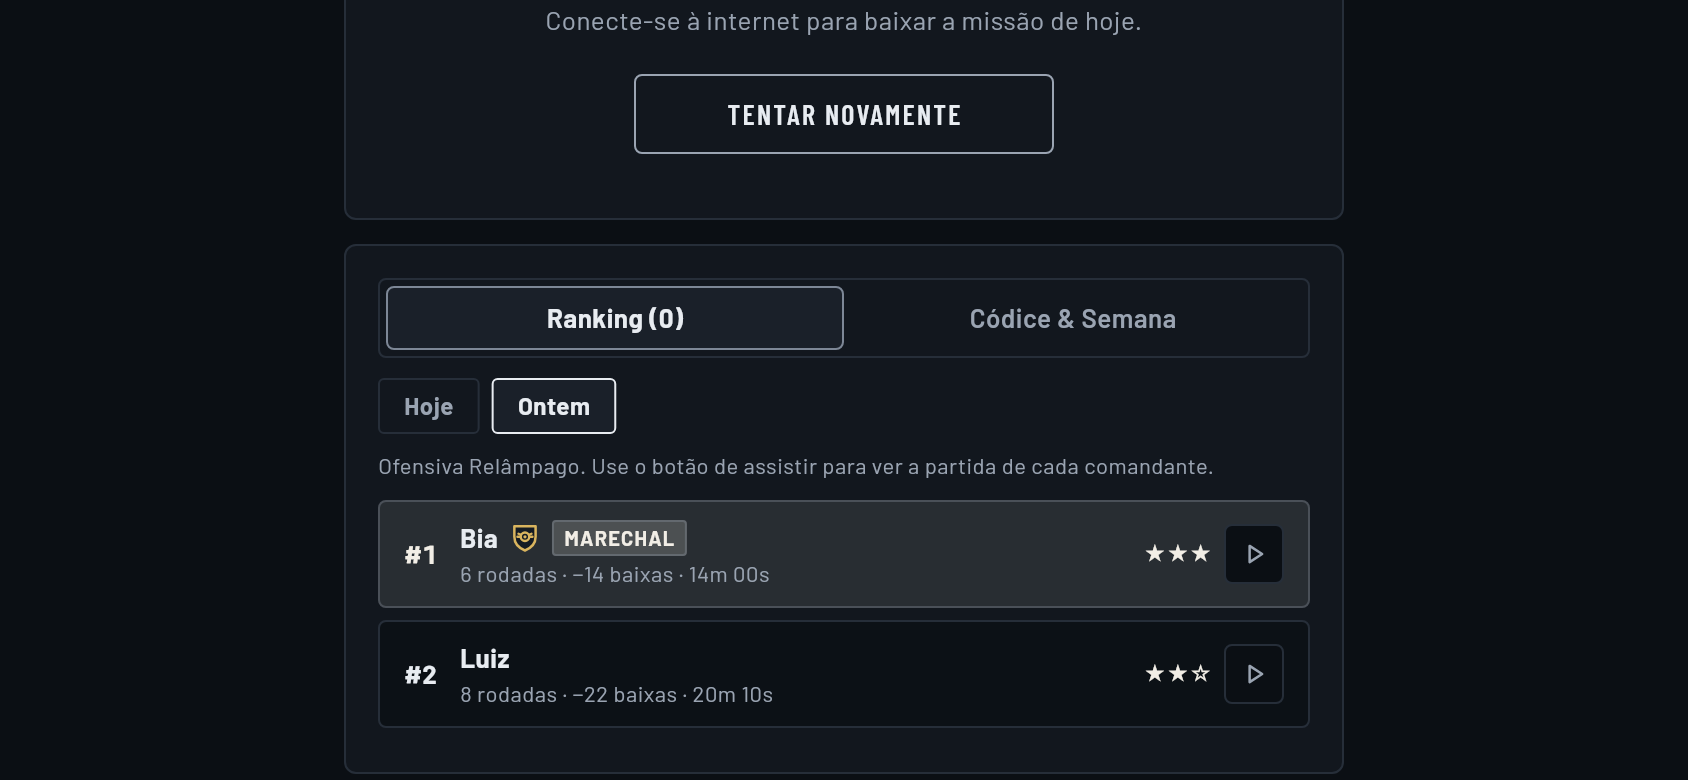 Conecte-se à internet para baixar a missão de hoje.
TENTAR NOVAMENTE
Ranking (0)
Códice & Semana
Hoje
Ontem
Ofensiva Relâmpago. Use o botão de assistir para ver a partida de cada comandante.
#1
Bia
MARECHAL
6 rodadas · −14 baixas · 14m 00s
★★★
#2
Luiz
8 rodadas · −22 baixas · 20m 10s
★★☆